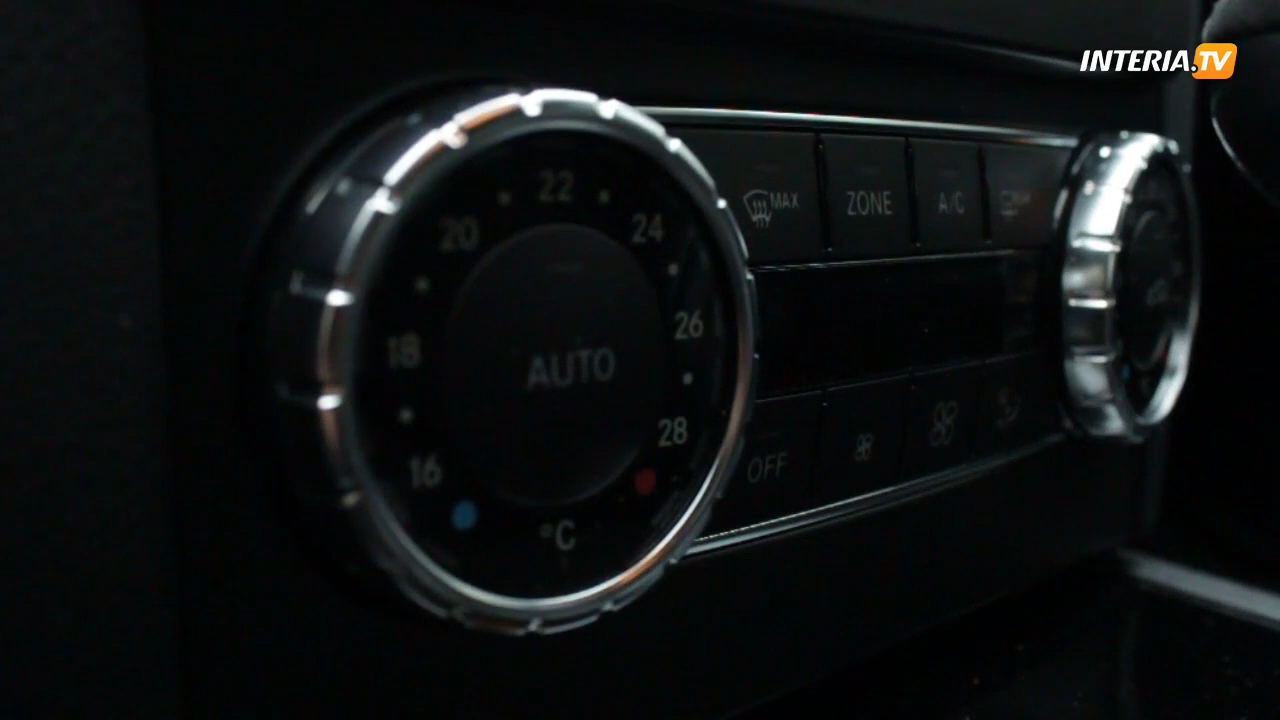 INTERIA.TV
22
20
24
18
26
16
28
AUTO
°C
MAX
ZONE
A/C
OFF